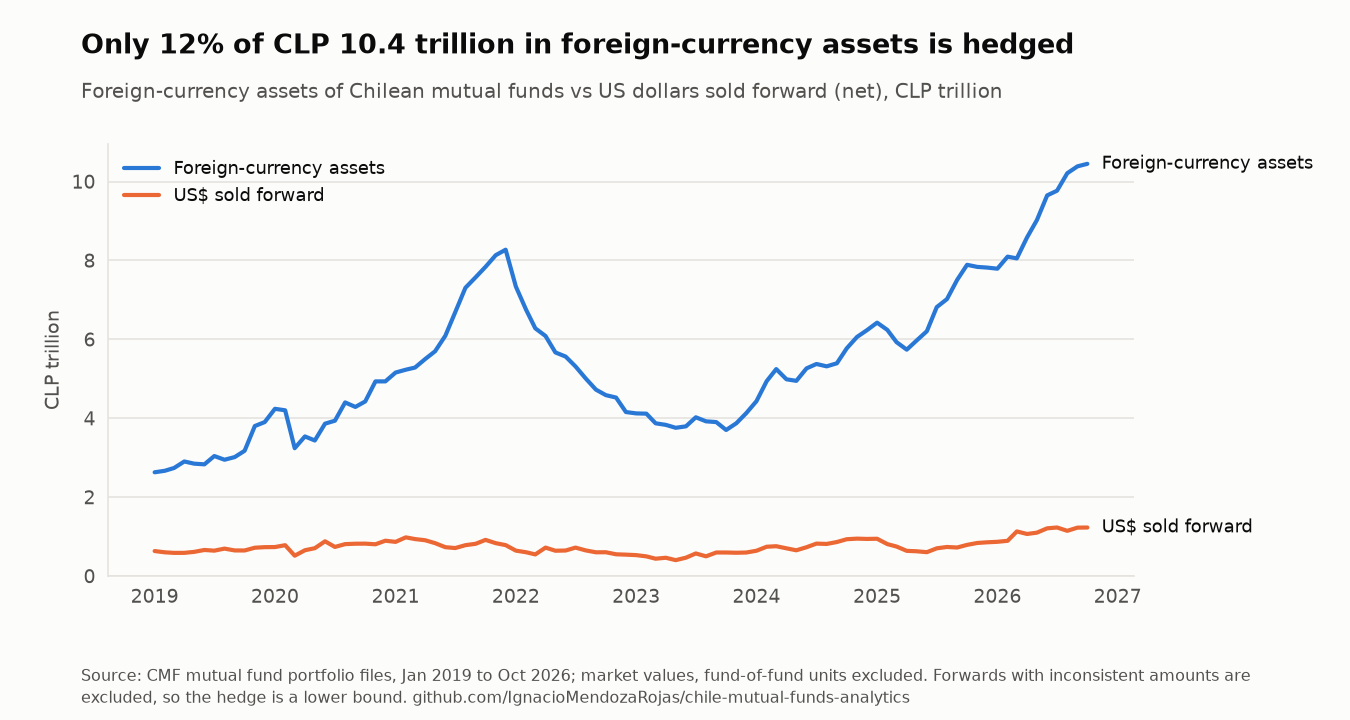 Only 12% of CLP 10.4 trillion in foreign-currency assets is hedged
Foreign-currency assets of Chilean mutual funds vs US dollars sold forward (net), CLP trillion
Foreign-currency assets
US$ sold forward
Foreign-currency assets
US$ sold forward
CLP trillion
10
8
6
4
2
0
2019 2020 2021 2022 2023 2024 2025 2026 2027
Source: CMF mutual fund portfolio files, Jan 2019 to Oct 2026; market values, fund-of-fund units excluded. Forwards with inconsistent amounts are
excluded, so the hedge is a lower bound. github.com/IgnacioMendozaRojas/chile-mutual-funds-analytics